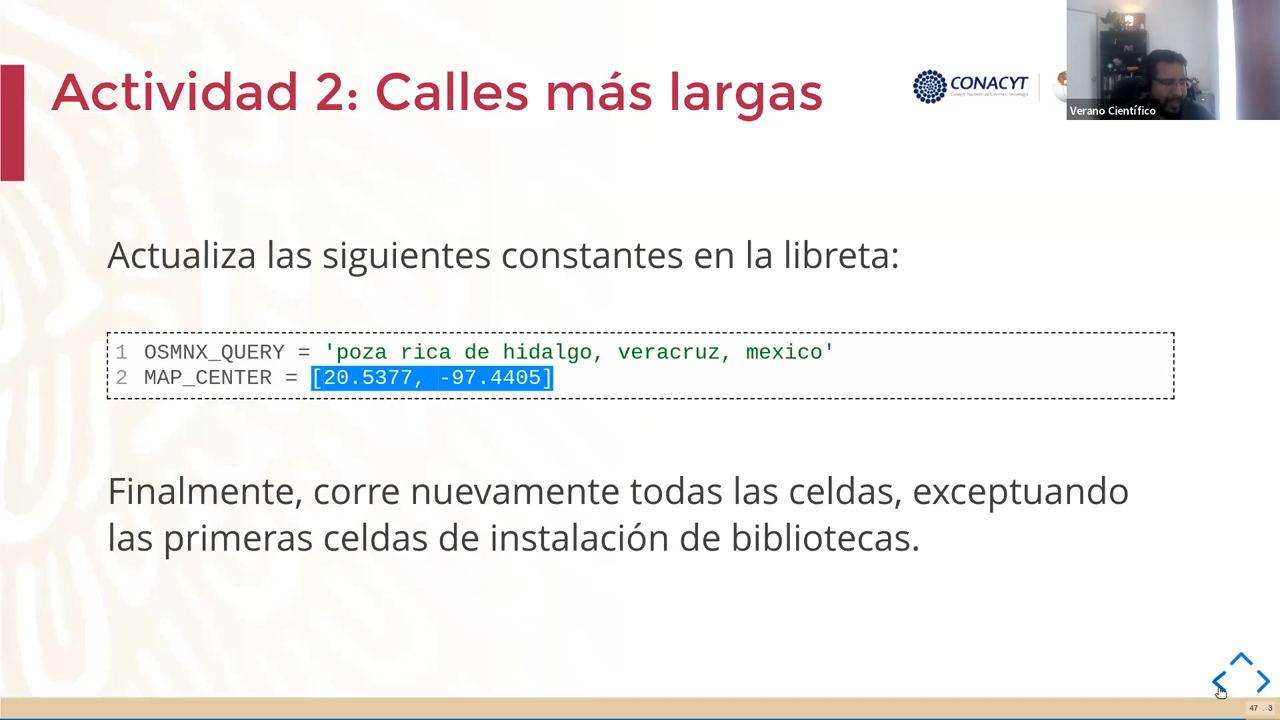 Actividad 2: Calles más largas
CONACYT
Verano Científico
Actualiza las siguientes constantes en la libreta:
1 OSMNX_QUERY = 'poza rica de hidalgo, veracruz, mexico'
2 MAP_CENTER = [20.5377, -97.4405]
Finalmente, corre nuevamente todas las celdas, exceptuando
las primeras celdas de instalación de bibliotecas.
47 . 3